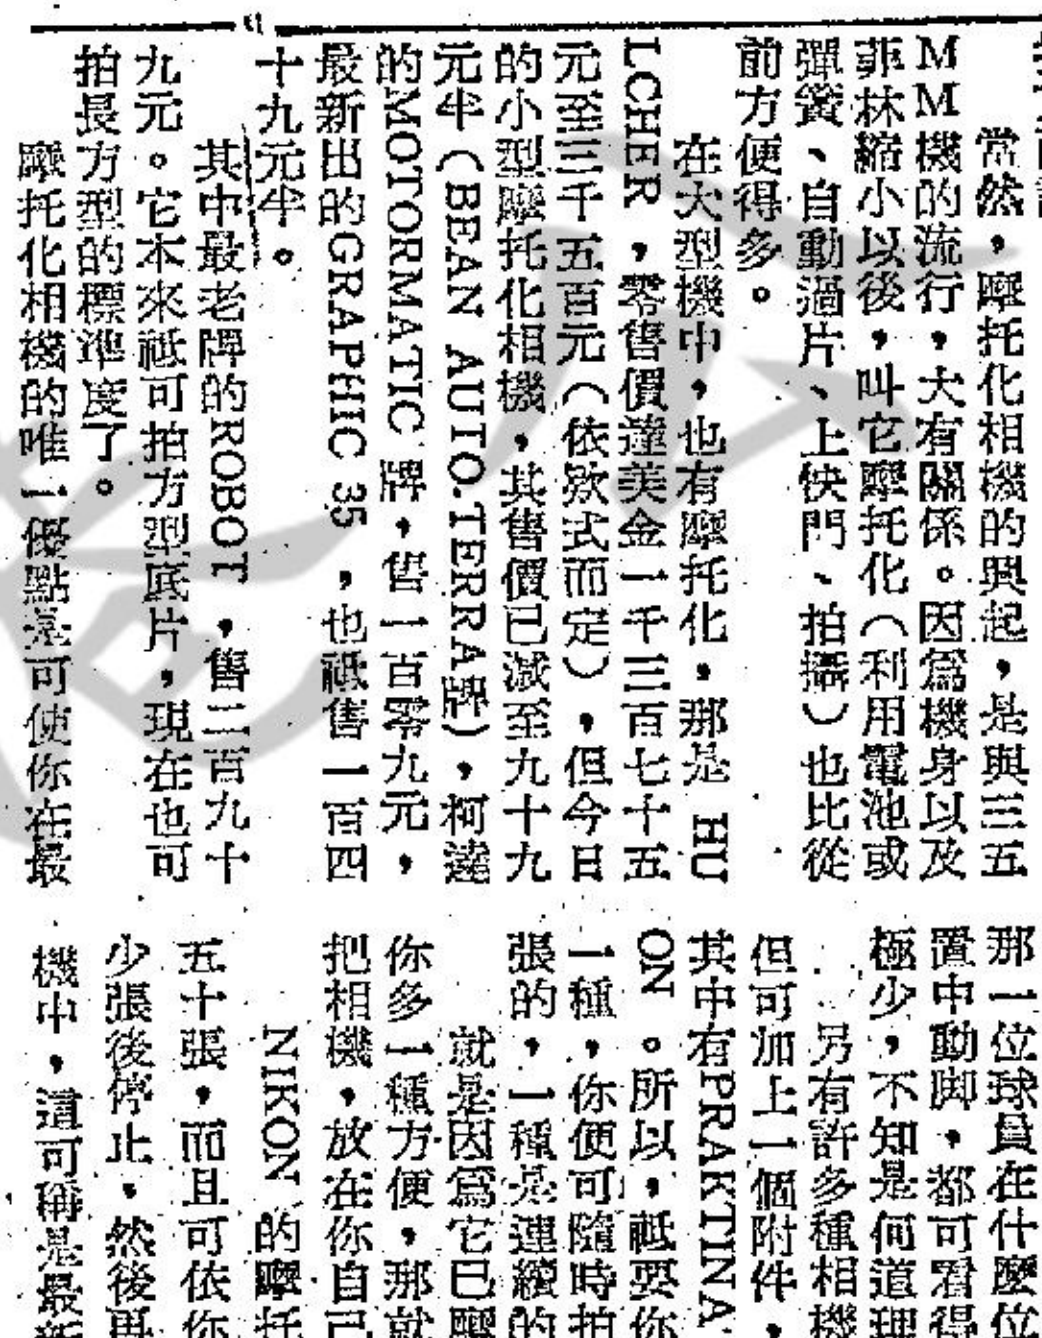 當然，摩托化相機的興起，是與三五
MM機的流行，大有關係。因爲機身以及
菲林縮小以後，叫它摩托化（利用電池或
彈簧、自動過片、上快門、拍攝）也比從
前方便得多。
在大型機中，也有摩托化，那是 HU
LCHER，零售價達美金一千三百七十五
元至三千五百元（依欵式而定），但今日
的小型摩托化相機，其售價已減至九十九
元半（BEAN AUTO.TERRA牌），柯達
的MOTORMATIC 牌，售一百零九元，
最新出的GRAPHIC 35，也祗售一百四
十九元半。
其中最老牌的ROBOT，售二百九十
九元。它本來祗可拍方型底片，現在也可
拍長方型的標準度了。
摩托化相機的唯一優點是可使你在最
那一位球員在什麼位
置中動脚，都可看得
極少，不知是何道理
另有許多種相機
但可加上一個附件，
其中有PRAKTINA
ON。所以，祗要你
一種，你便可隨時拍
張的，一種是連續的
就是因爲它已摩
你多一種方便，那就
把相機，放在你自己
NIKON 的摩托
五十張，而且可依你
少張後停止，然後再
機中，這可稱是最新